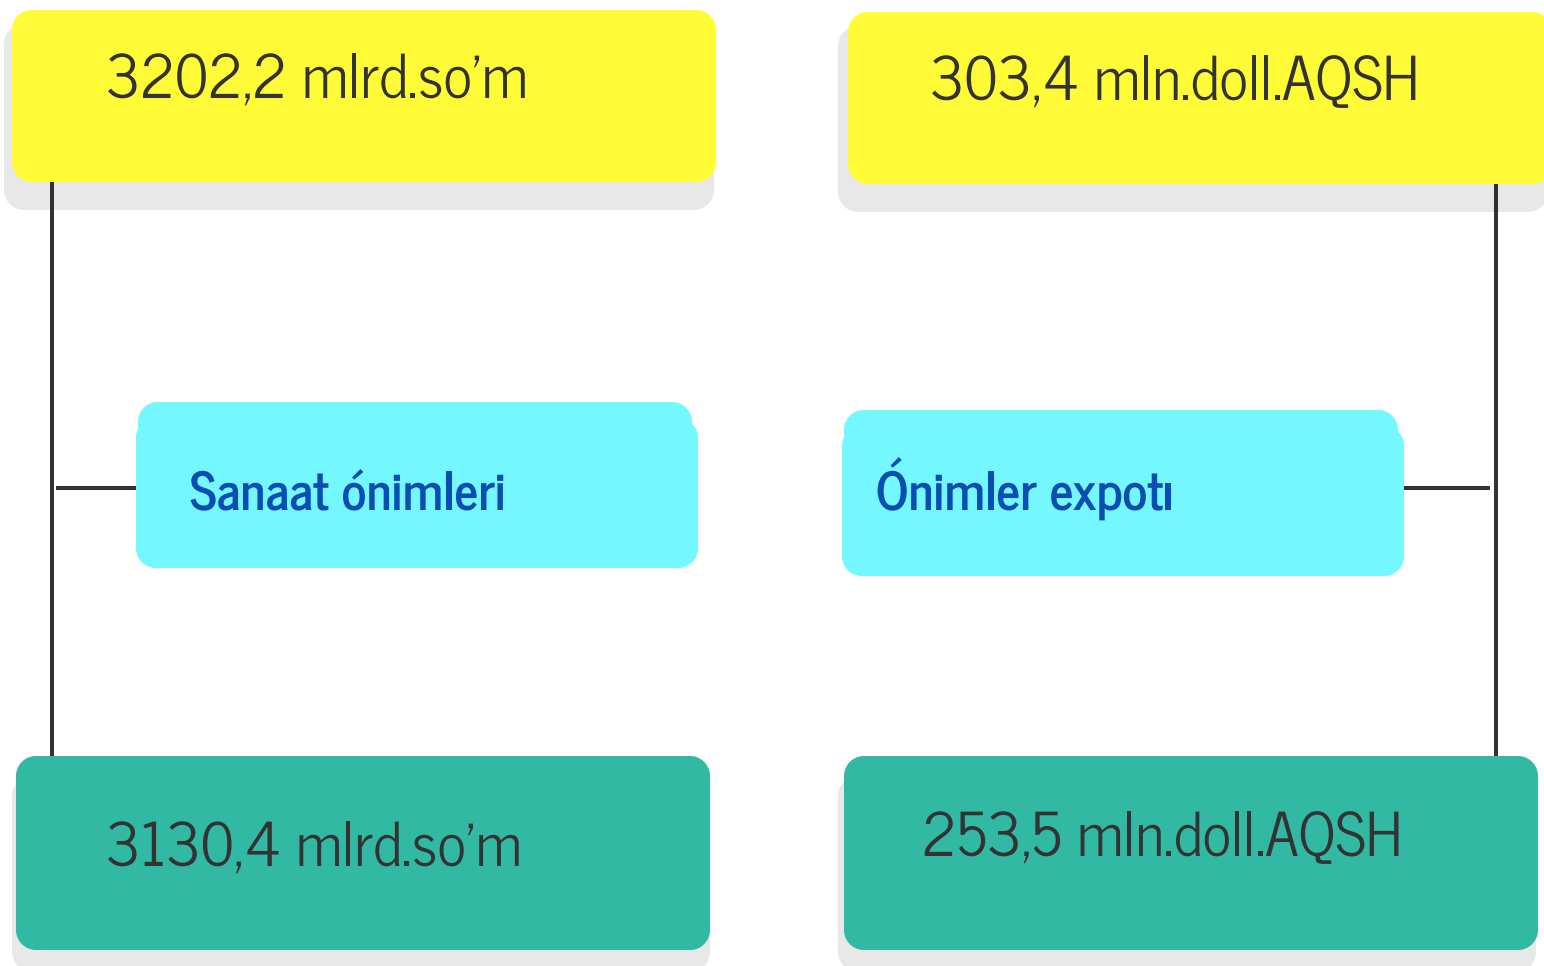 3202,2 mlrd.so’m
303,4 mln.doll.AQSH
Sanaat ónimleri
Ónimler expotı
3130,4 mlrd.so’m
253,5 mln.doll.AQSH